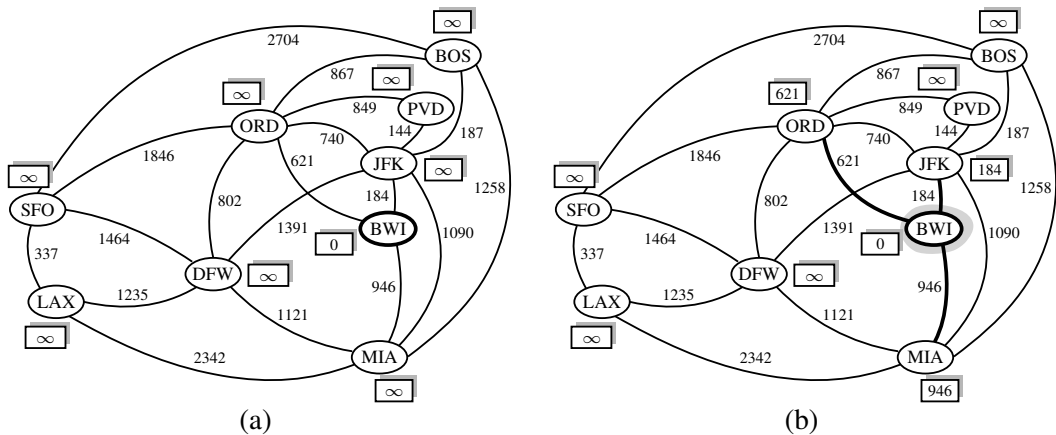 ∞
2704
BOS
867
∞
∞
849
PVD
ORD
144
740
187
1846
621
JFK
∞
∞
184
1258
SFO
802
BWI
1464
1391
0
1090
337
DFW
∞
946
LAX
1235
1121
∞
2342
MIA
∞
(a)
∞
2704
BOS
867
∞
621
849
PVD
ORD
144
740
187
1846
621
JFK
184
∞
184
1258
SFO
802
BWI
1464
1391
0
1090
337
DFW
∞
946
LAX
1235
1121
∞
2342
MIA
946
(b)